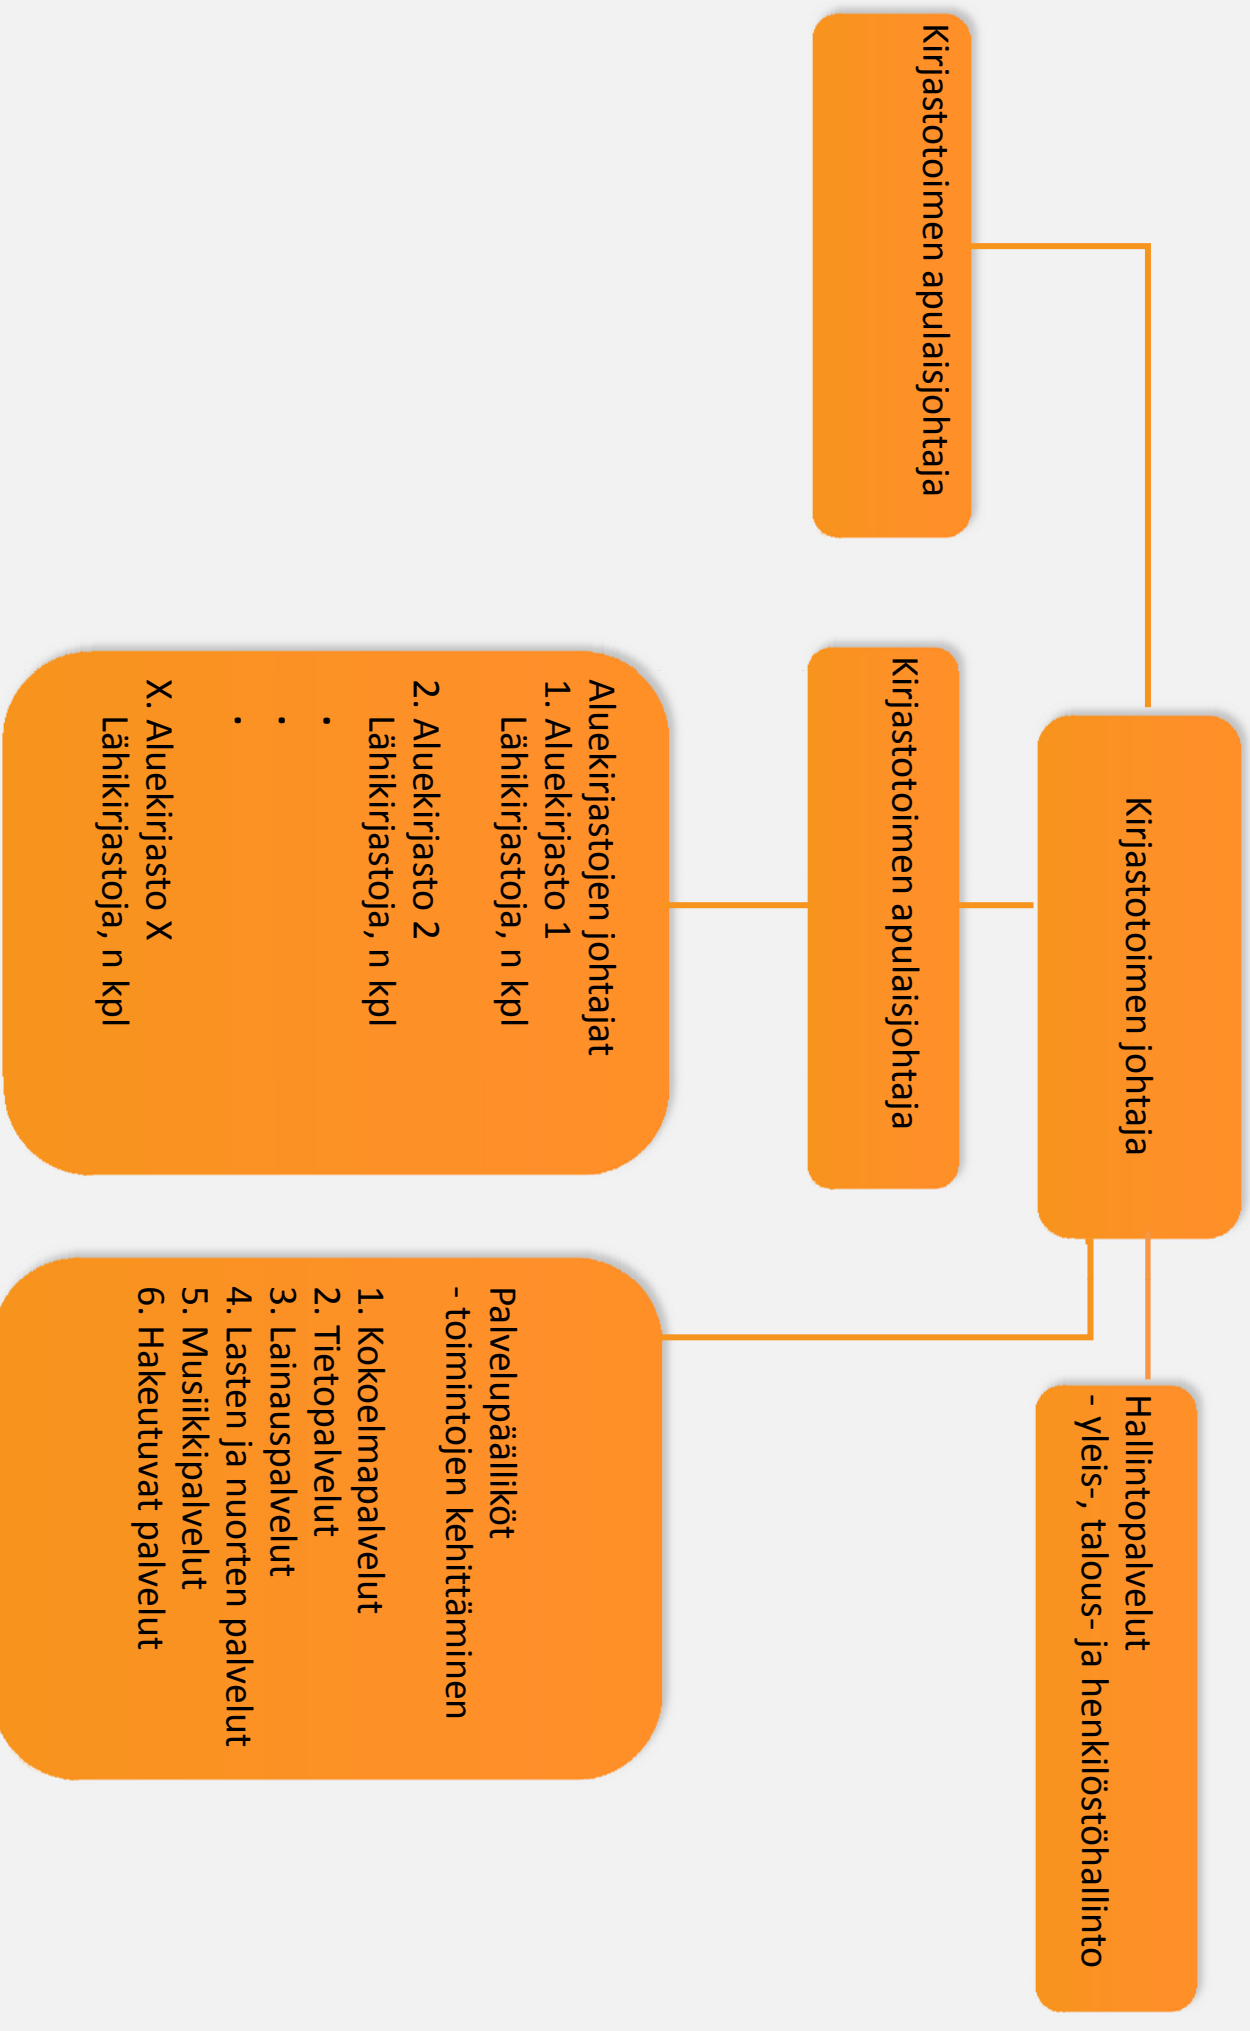 Kirjastotoimen johtaja
Hallintopalvelut
- yleis-, talous- ja henkilöstöhallinto
Kirjastotoimen apulaisjohtaja
Kirjastotoimen apulaisjohtaja
Aluekirjastojen johtajat
1. Aluekirjasto 1
Lähikirjastoja, n kpl
2. Aluekirjasto 2
Lähikirjastoja, n kpl
.
.
.
X. Aluekirjasto X
Lähikirjastoja, n kpl
Palvelupäälliköt
- toimintojen kehittäminen
1. Kokoelmapalvelut
2. Tietopalvelut
3. Lainauspalvelut
4. Lasten ja nuorten palvelut
5. Musiikkipalvelut
6. Hakeutuvat palvelut